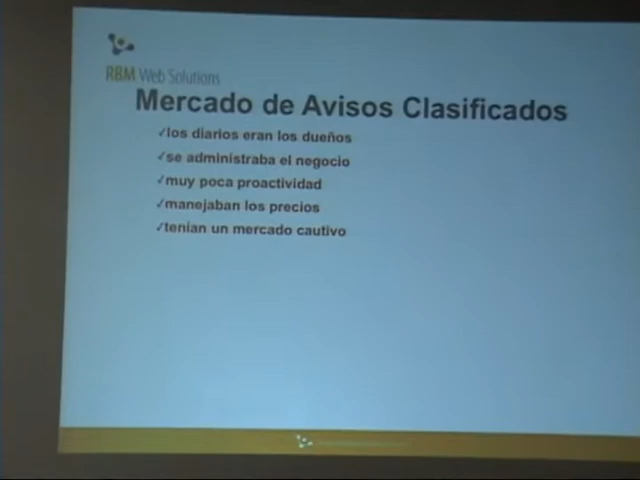 RBM Web Solutions
Mercado de Avisos Clasificados
✓los diarios eran los dueños
✓se administraba el negocio
✓muy poca proactividad
✓manejaban los precios
✓tenian un mercado cautivo